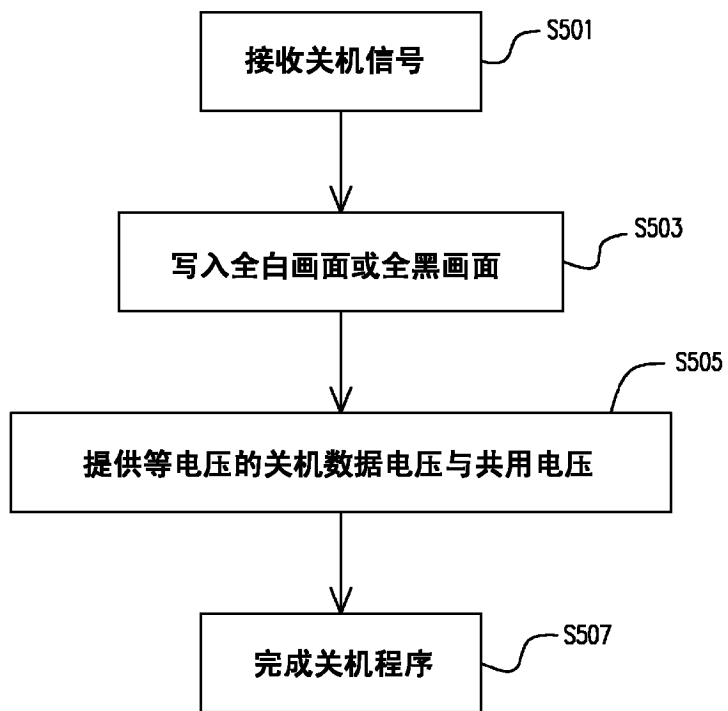 接收关机信号
S501
写入全白画面或全黑画面
S503
提供等电压的关机数据电压与共用电压
S505
完成关机程序
S507